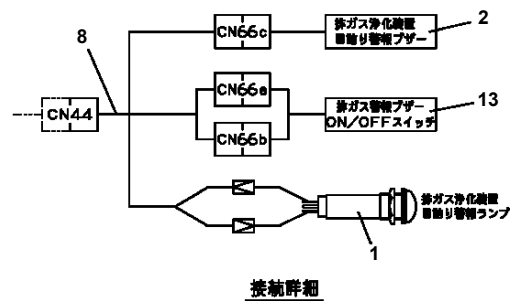 2
CN66c
排ガス浄化装置
目詰り警報ブザー
8
CN66a
13
CN44
排ガス警報ブザー
ON/OFFスイッチ
CN66b
排ガス浄化装置
目詰り警報ランプ
1
接続詳細